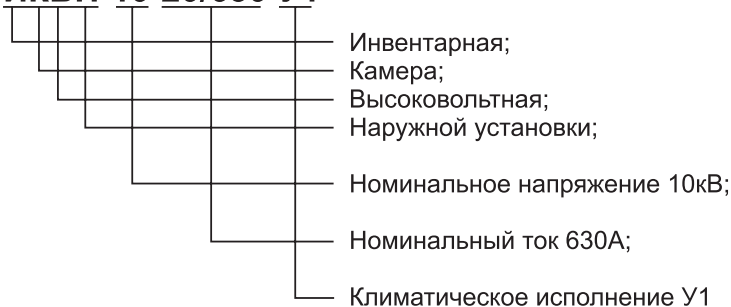 Инвентарная;
Камера;
Высоковольтная;
Наружной установки;
Номинальное напряжение 10кВ;
Номинальный ток 630А;
Климатическое исполнение У1